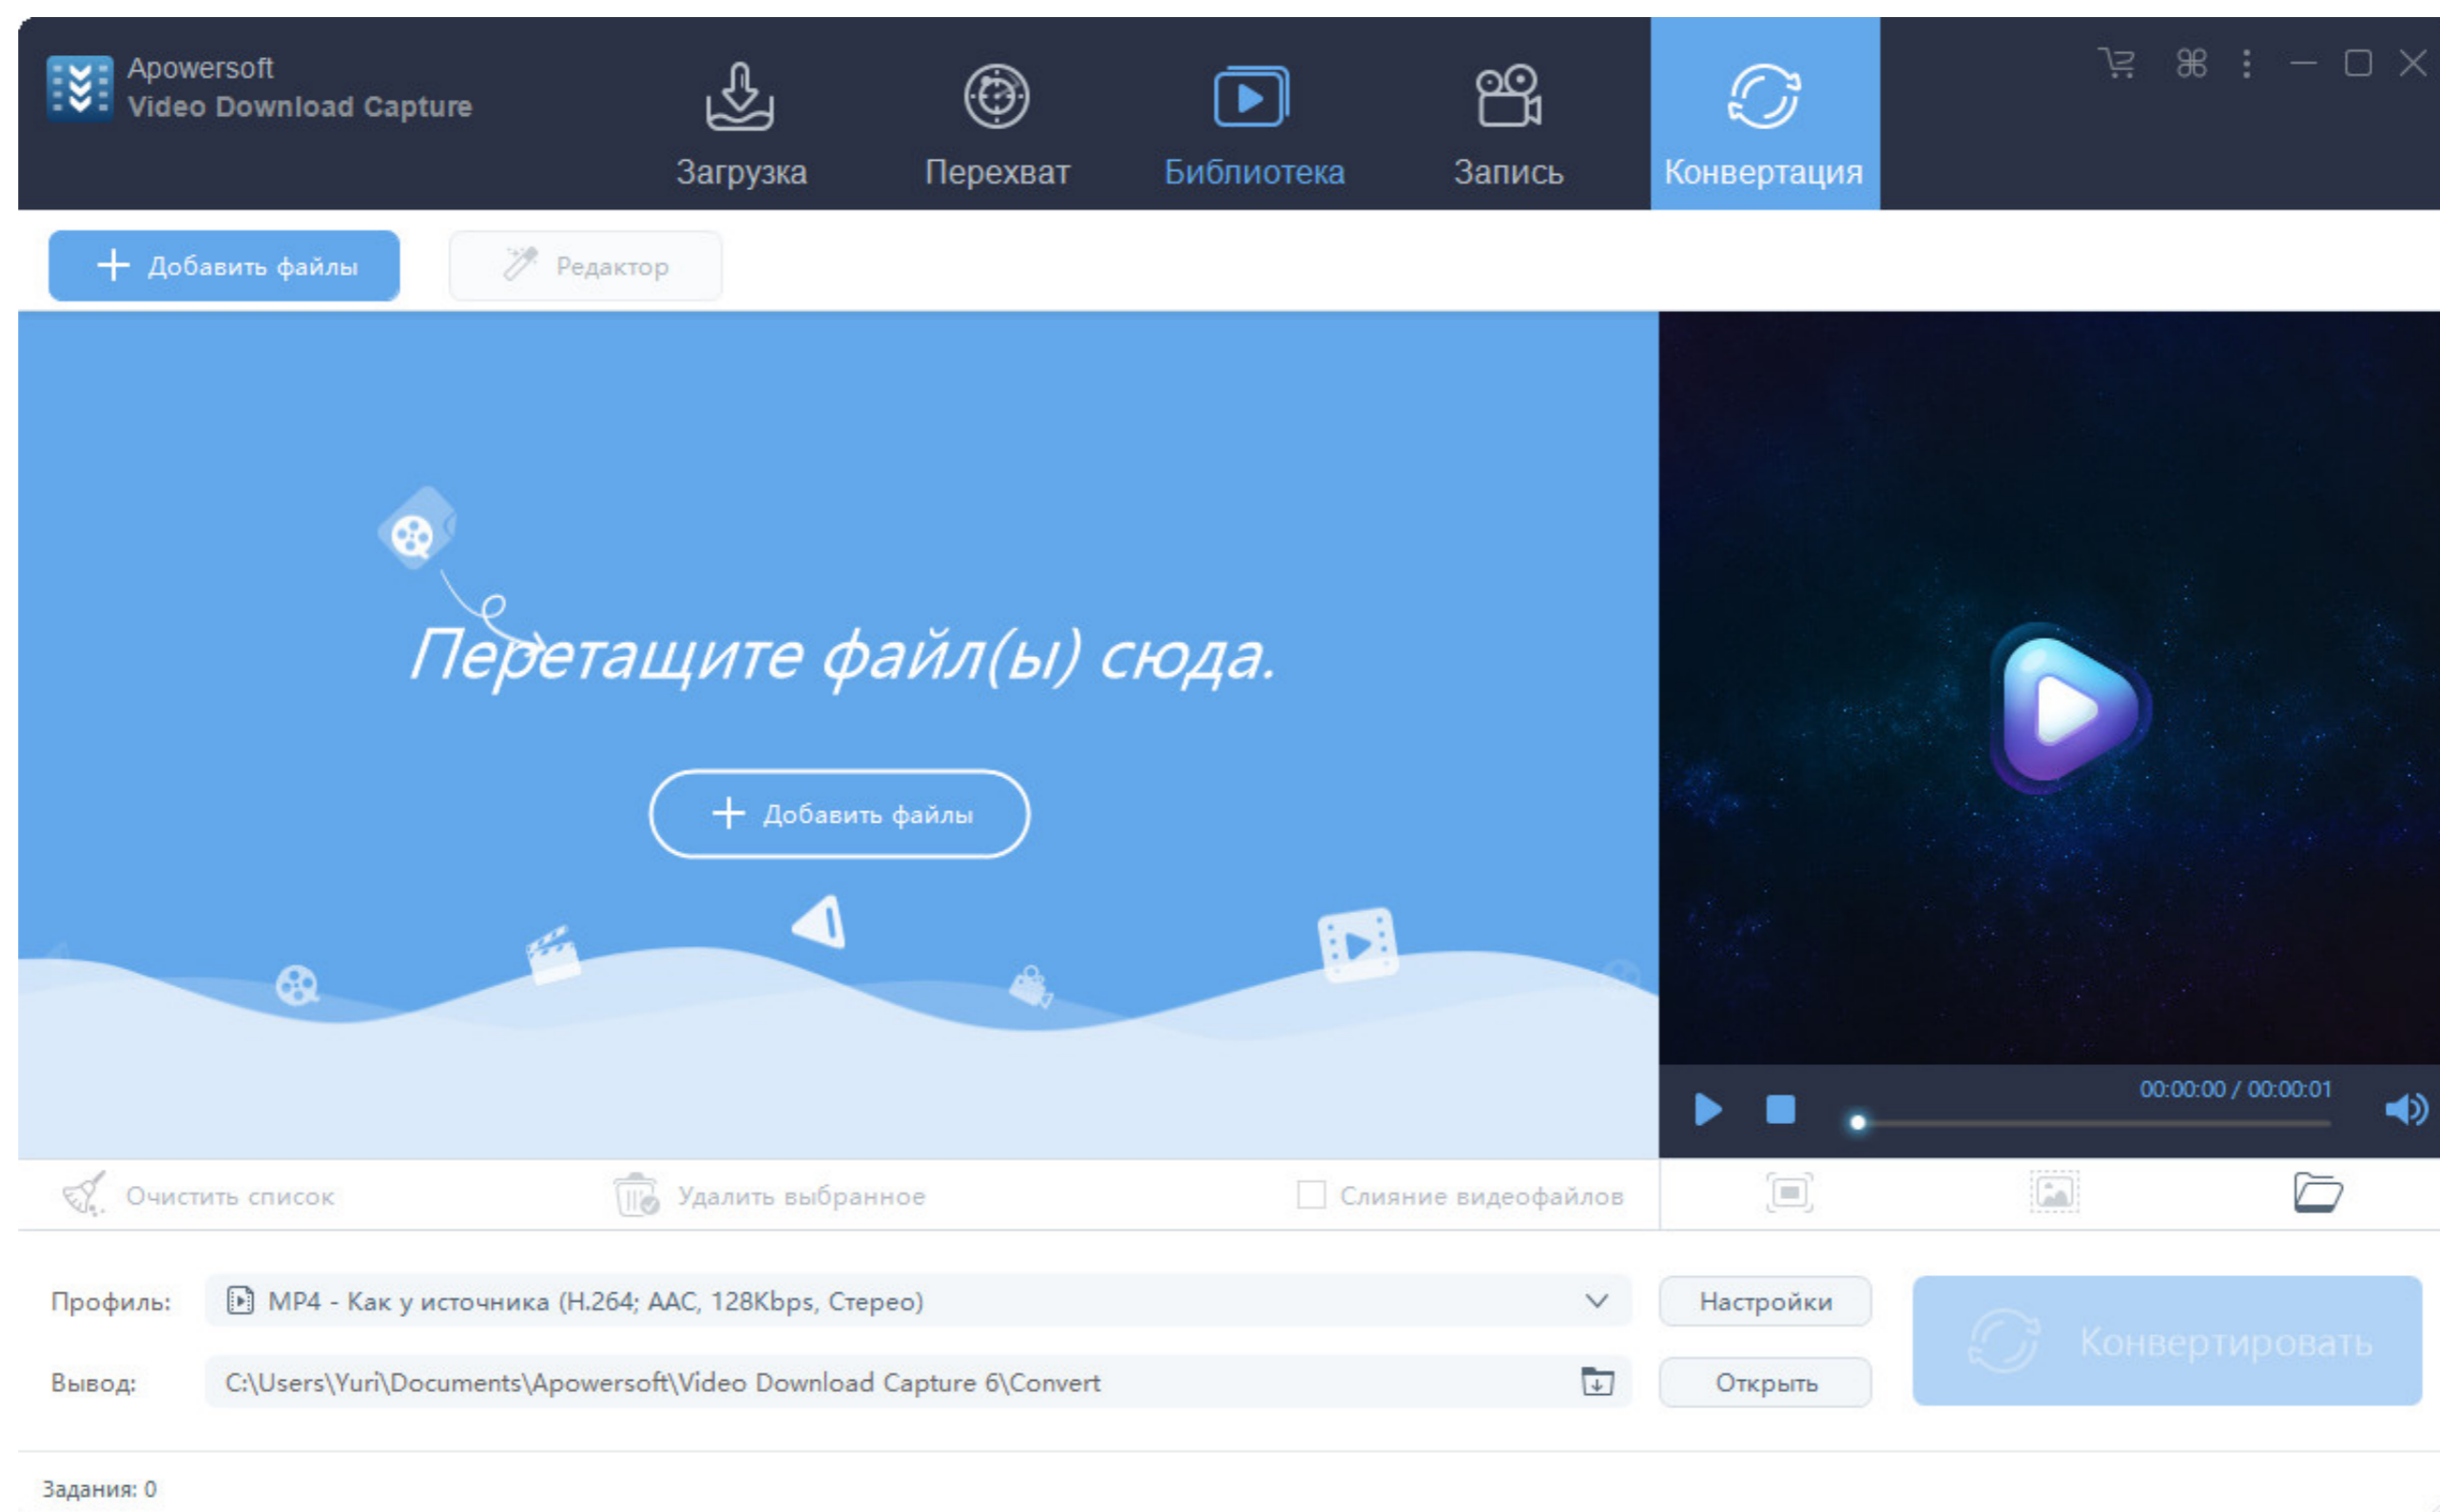 Apowersoft
Video Download Capture
Загрузка
Перехват
Библиотека
Запись
Конвертация
Добавить файлы
Редактор
Перетащите файл(ы) сюда.
Добавить файлы
00:00:00 / 00:00:01
Очистить список
Удалить выбранное
Слияние видеофайлов
Профиль:
MP4 - Как у источника (H.264; AAC, 128Kbps, Стерео)
Настройки
Конвертировать
Вывод:
C:\Users\Yuri\Documents\Apowersoft\Video Download Capture 6\Convert
Открыть
Задания: 0